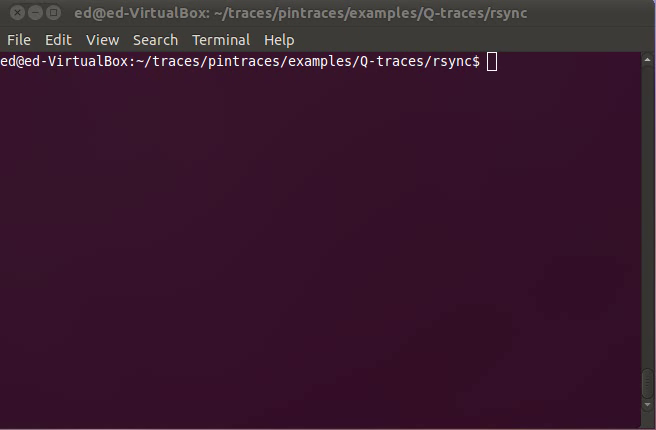 ed@ed-VirtualBox: ~/traces/pintraces/examples/Q-traces/rsync
File Edit View Search Terminal Help
ed@ed-VirtualBox:~/traces/pintraces/examples/Q-traces/rsync$